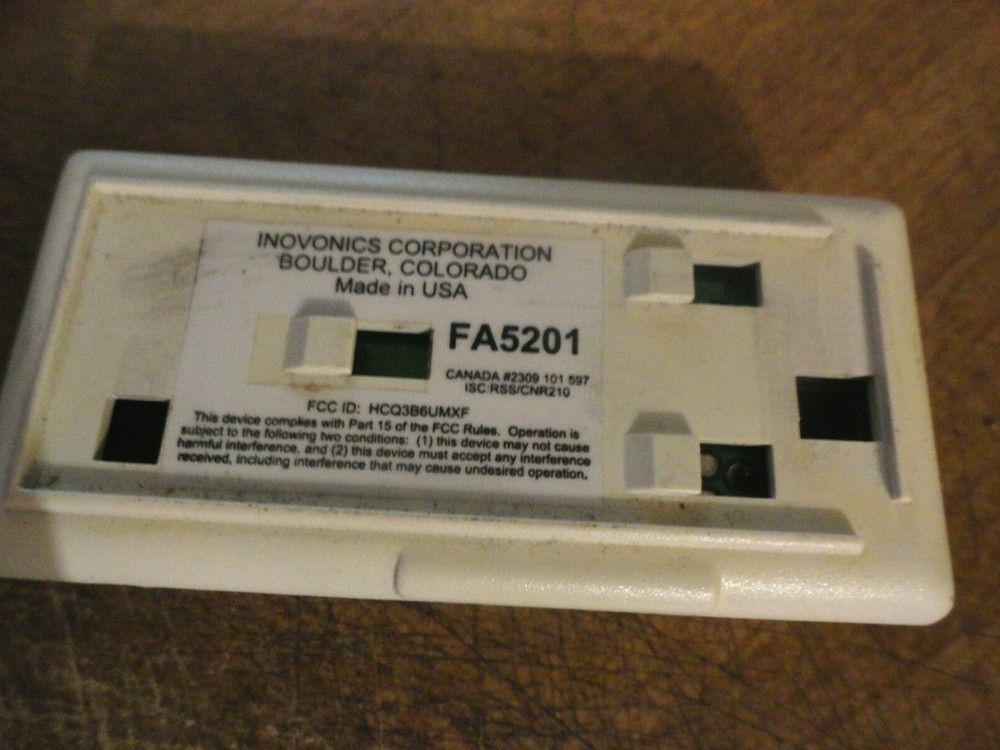 INOVONICS CORPORATION
BOULDER, COLORADO
Made in USA
FA5201
CANADA #2309 101 597
ISC:RSS/CNR210
FCC ID: HCQ3B6UMXF
This device complies with Part 15 of the FCC Rules. Operation is
subject to the following two conditions: (1) this device may not cause
harmful interference, and (2) this device must accept any interference
received, including interference that may cause undesired operation.